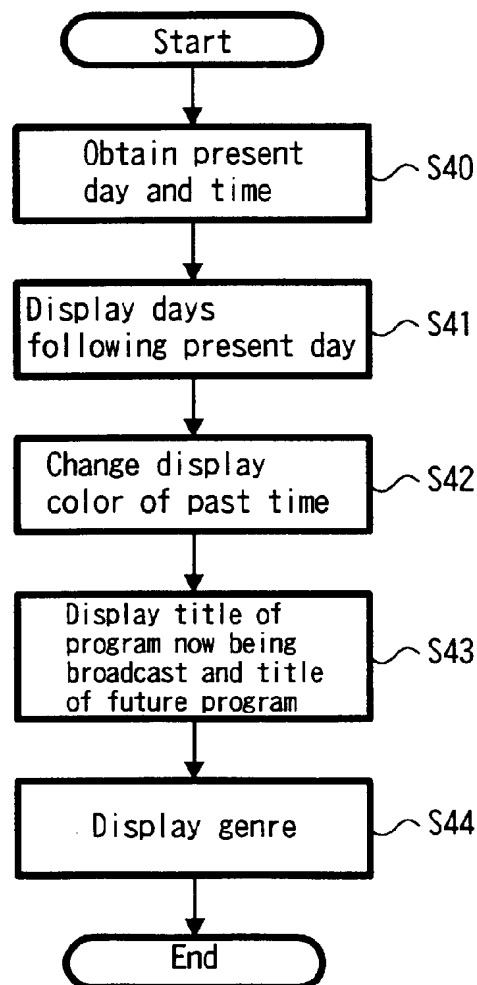 Start
Obtain present
day and time
S40
Display days
following present day
S41
Change display
color of past time
S42
Display title of
program now being
broadcast and title
of future program
S43
Display genre
S44
End